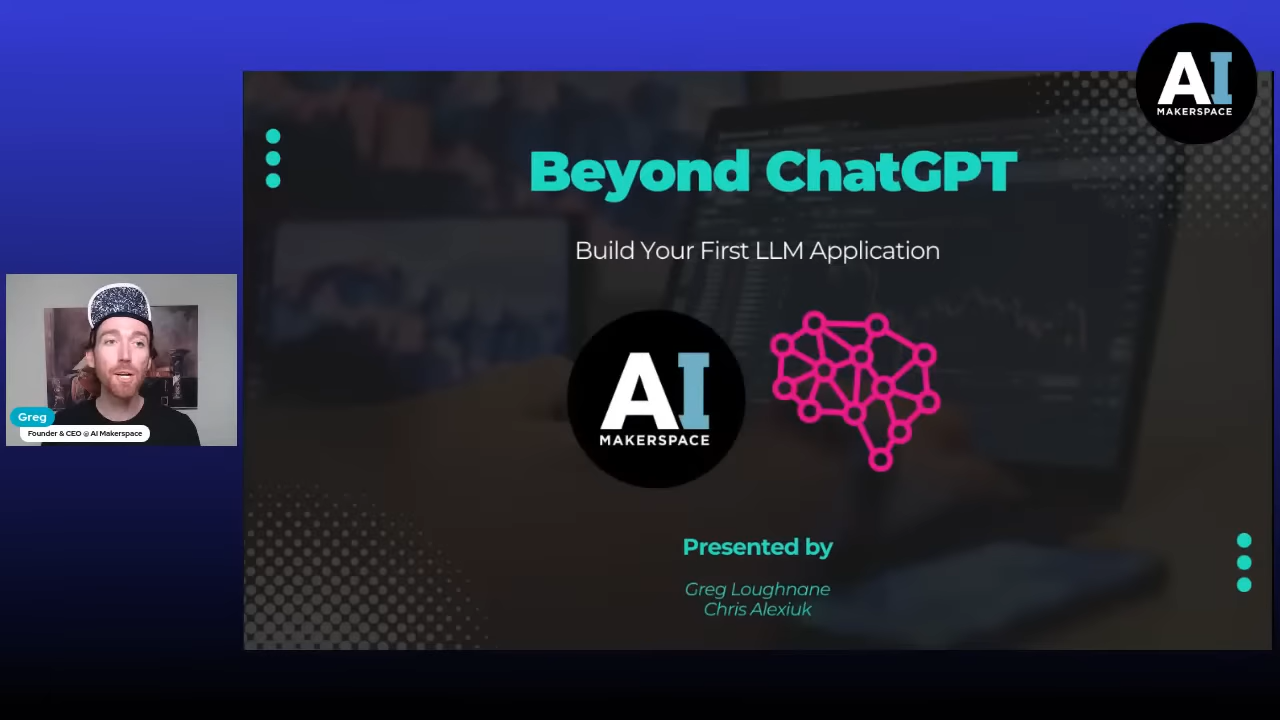 AI
MAKERSPACE
Beyond ChatGPT
Build Your First LLM Application
AI
MAKERSPACE
Greg
Founder & CEO @ AI Makerspace
Presented by
Greg Loughnane
Chris Alexiuk